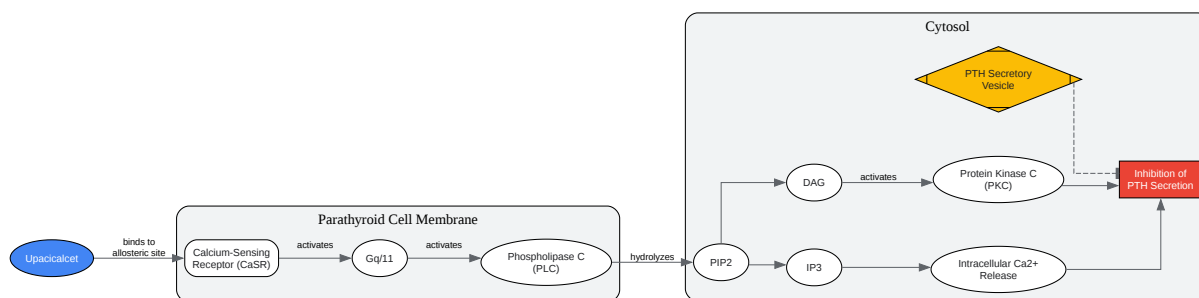 Cytosol
PTH Secretory
Vesicle
DAG
activates
Protein Kinase C
(PKC)
Inhibition of
PTH Secretion
Parathyroid Cell Membrane
Upacicalcet
binds to
allosteric site
Calcium-Sensing
Receptor (CaSR)
activates
Gq/11
activates
Phospholipase C
(PLC)
hydrolyzes
PIP2
IP3
Intracellular Ca2+
Release